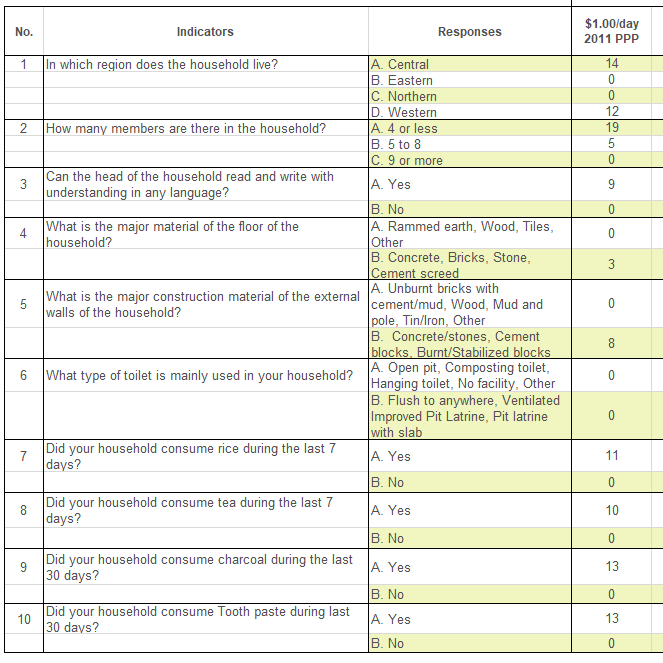 No. Indicators Responses $1.00/day
2011 PPP
1 In which region does the household live? A. Central 14
B. Eastern 0
C. Northern 0
D. Western 12
2 How many members are there in the household? A. 4 or less 19
B. 5 to 8 5
C. 9 or more 0
3 Can the head of the household read and write with
understanding in any language? A. Yes 9
B. No 0
4 What is the major material of the floor of the
household? A. Rammed earth, Wood, Tiles,
Other 0
B. Concrete, Bricks, Stone,
Cement screed 3
5 What is the major construction material of the external
walls of the household? A. Unburnt bricks with
cement/mud, Wood, Mud and
pole, Tin/Iron, Other 0
B. Concrete/stones, Cement
blocks, Burnt/Stabilized blocks 8
6 What type of toilet is mainly used in your household? A. Open pit, Composting toilet,
Hanging toilet, No facility, Other 0
B. Flush to anywhere, Ventilated
Improved Pit Latrine, Pit latrine
with slab 0
7 Did your household consume rice during the last 7
days? A. Yes 11
B. No 0
8 Did your household consume tea during the last 7
days? A. Yes 10
B. No 0
9 Did your household consume charcoal during the last
30 days? A. Yes 13
B. No 0
10 Did your household consume Tooth paste during last
30 days? A. Yes 13
B. No 0